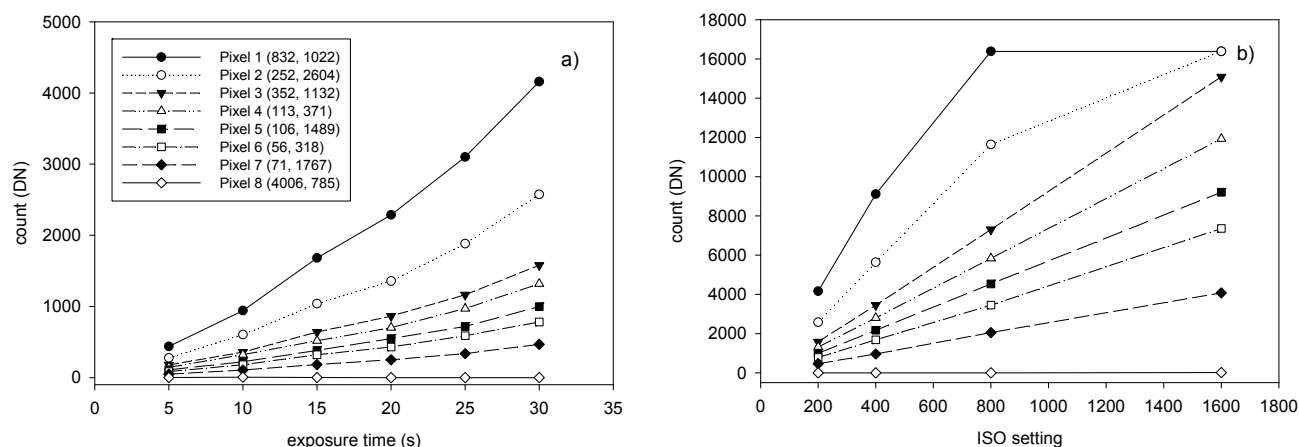 5000
4000
3000
2000
1000
0
count (DN)
Pixel 1 (832, 1022)
Pixel 2 (252, 2604)
Pixel 3 (352, 1132)
Pixel 4 (113, 371)
Pixel 5 (106, 1489)
Pixel 6 (56, 318)
Pixel 7 (71, 1767)
Pixel 8 (4006, 785)
a)
0 5 10 15 20 25 30 35
exposure time (s)
18000
16000
14000
12000
10000
8000
6000
4000
2000
0
count (DN)
b)
0 200 400 600 800 1000 1200 1400 1600 1800
ISO setting